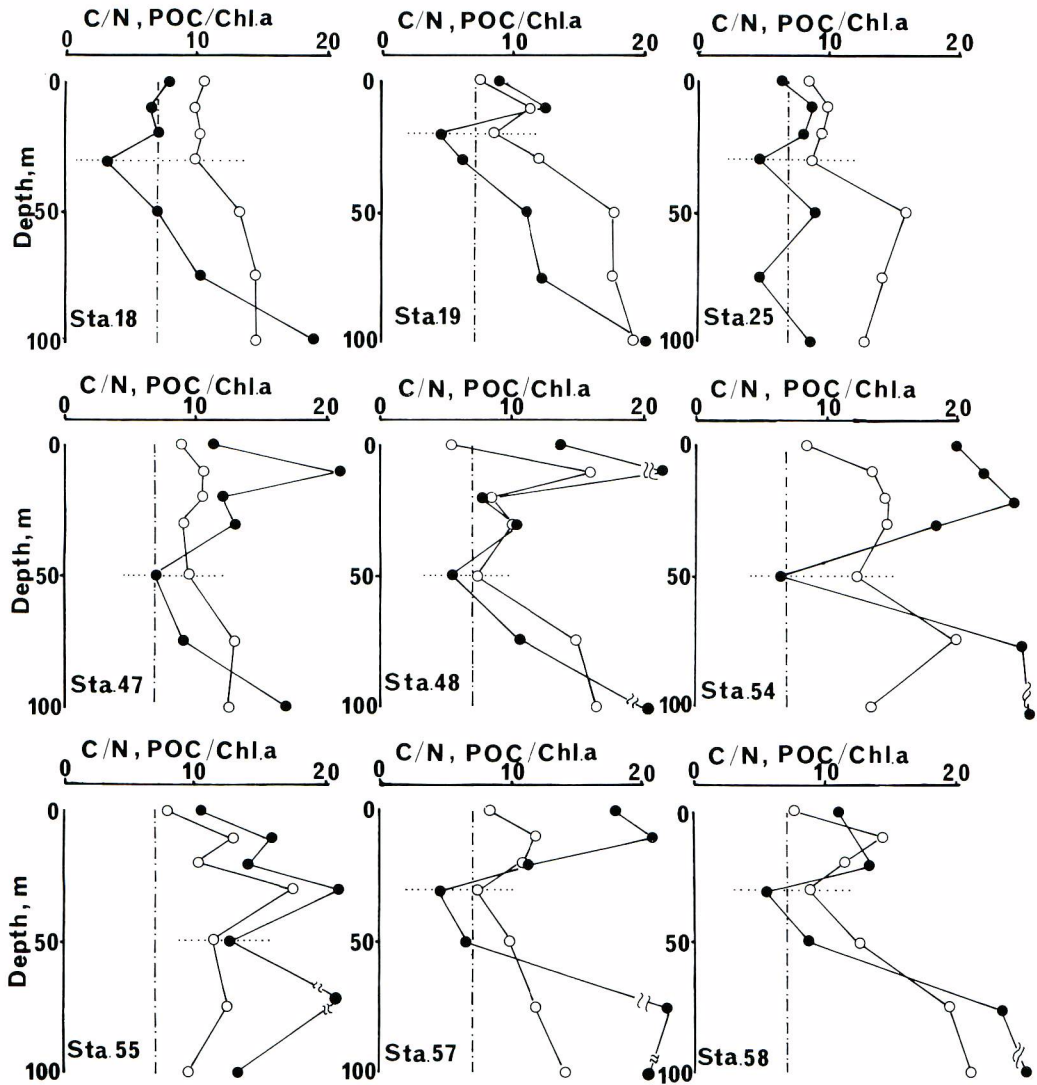 C/N, POC/Chl.a C/N, POC/Chl.a C/N, POC/Chl.a
0 10 20 0 10 20 0 10 20
0 0 0
Depth, m 50 50 50
Sta.18 Sta.19 Sta.25
100 100 100
C/N, POC/Chl.a C/N, POC/Chl.a C/N, POC/Chl.a
0 10 20 0 10 20 0 10 20
0 0 0
Depth, m 50 50 50
Sta.47 Sta.48 Sta.54
100 100 100
C/N, POC/Chl.a C/N, POC/Chl.a C/N, POC/Chl.a
0 10 20 0 10 20 0 10 20
0 0 0
Depth, m 50 50 50
Sta.55 Sta.57 Sta.58
100 100 100